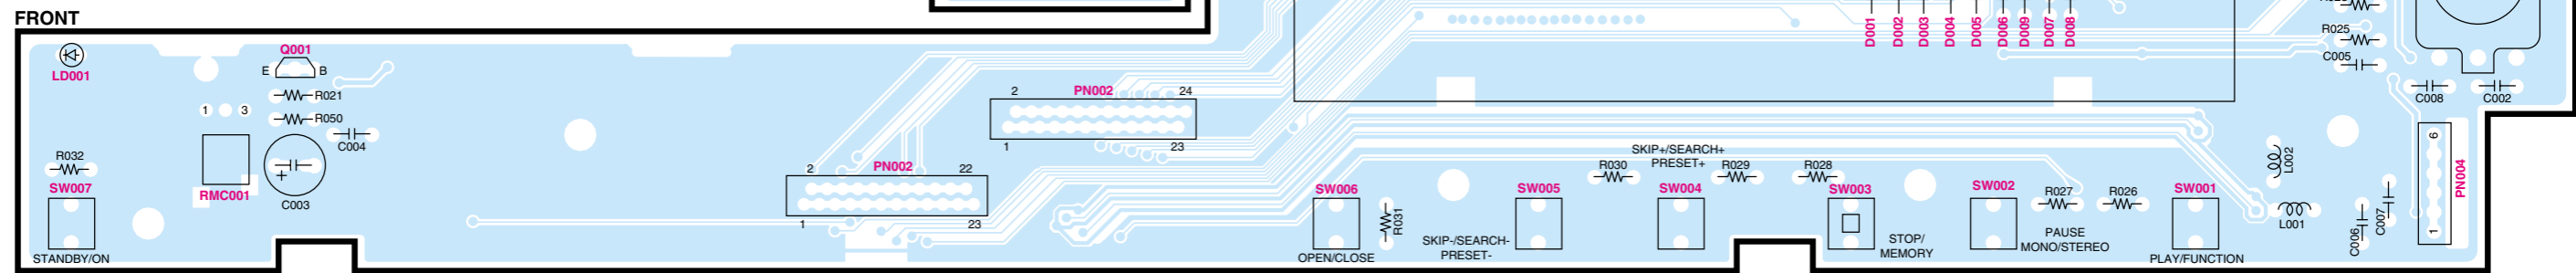 FRONT
LD001
Q001
E
B
R021
1
3
R050
C004
R032
SW007
RMC001
C003
STANDBY/ON
2
PN002
22
1
23
2
PN002
24
1
23
D001
D002
D003
D004
D005
D006
D009
D007
D008
R025
C005
C008
C002
SW006
OPEN/CLOSE
R031
SKIP-/SEARCH-
PRESET-
SW005
R030
SKIP+/SEARCH+
PRESET+
SW004
R029
R028
SW003
STOP/
MEMORY
SW002
R027
PAUSE
MONO/STEREO
R026
SW001
PLAY/FUNCTION
L002
L001
C006
C007
6
1
PN004